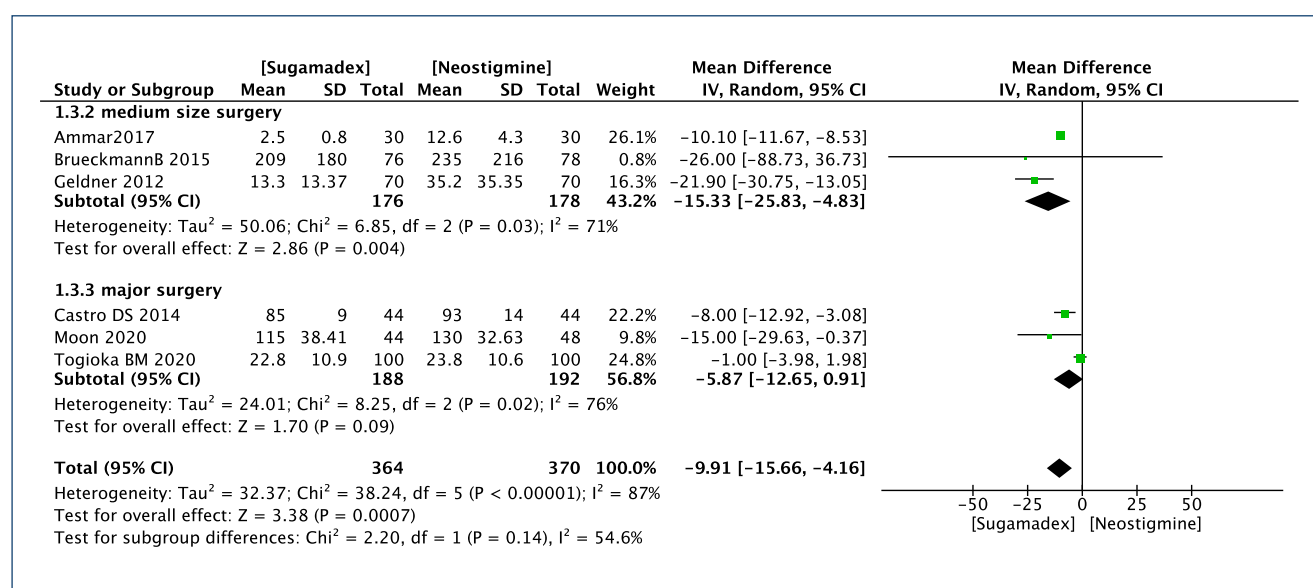 [Sugamadex] [Neostigmine] Mean Difference Mean Difference
Study or Subgroup Mean SD Total Mean SD Total Weight IV, Random, 95% CI IV, Random, 95% CI
1.3.2 medium size surgery
Ammar2017 2.5 0.8 30 12.6 4.3 30 26.1% −10.10 [−11.67, −8.53]
BrueckmannB 2015 209 180 76 235 216 78 0.8% −26.00 [−88.73, 36.73]
Geldner 2012 13.3 13.37 70 35.2 35.35 70 16.3% −21.90 [−30.75, −13.05]
Subtotal (95% CI) 176 178 43.2% −15.33 [−25.83, −4.83]
Heterogeneity: Tau² = 50.06; Chi² = 6.85, df = 2 (P = 0.03); I² = 71%
Test for overall effect: Z = 2.86 (P = 0.004)
1.3.3 major surgery
Castro DS 2014 85 9 44 93 14 44 22.2% −8.00 [−12.92, −3.08]
Moon 2020 115 38.41 44 130 32.63 48 9.8% −15.00 [−29.63, −0.37]
Togioka BM 2020 22.8 10.9 100 23.8 10.6 100 24.8% −1.00 [−3.98, 1.98]
Subtotal (95% CI) 188 192 56.8% −5.87 [−12.65, 0.91]
Heterogeneity: Tau² = 24.01; Chi² = 8.25, df = 2 (P = 0.02); I² = 76%
Test for overall effect: Z = 1.70 (P = 0.09)
Total (95% CI) 364 370 100.0% −9.91 [−15.66, −4.16]
Heterogeneity: Tau² = 32.37; Chi² = 38.24, df = 5 (P < 0.00001); I² = 87%
Test for overall effect: Z = 3.38 (P = 0.0007)
Test for subgroup differences: Chi² = 2.20, df = 1 (P = 0.14), I² = 54.6%
−50 −25 0 25 50
[Sugamadex] [Neostigmine]